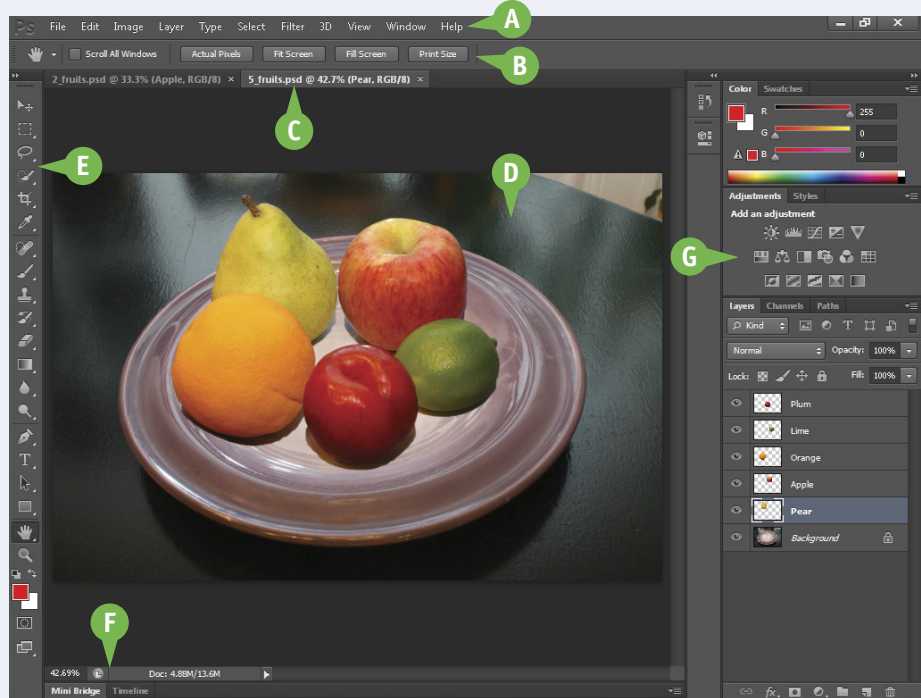 Ps File Edit Image Layer Type Select Filter 3D View Window Help
A
Scroll All Windows Actual Pixels Fit Screen Fill Screen Print Size
B
2_fruits.psd @ 33.3% (Apple, RGB/8) × 5_fruits.psd @ 42.7% (Pear, RGB/8) ×
C
D
E
F
G
Color Swatches
R 255
G 0
B 0
Adjustments Styles
Add an adjustment
Layers Channels Paths
Kind T
Normal Opacity: 100%
Lock: Fill: 100%
Plum
Lime
Orange
Apple
Pear
Background
T
42.69% Doc: 4.88M/13.6M
Mini Bridge Timeline
fx